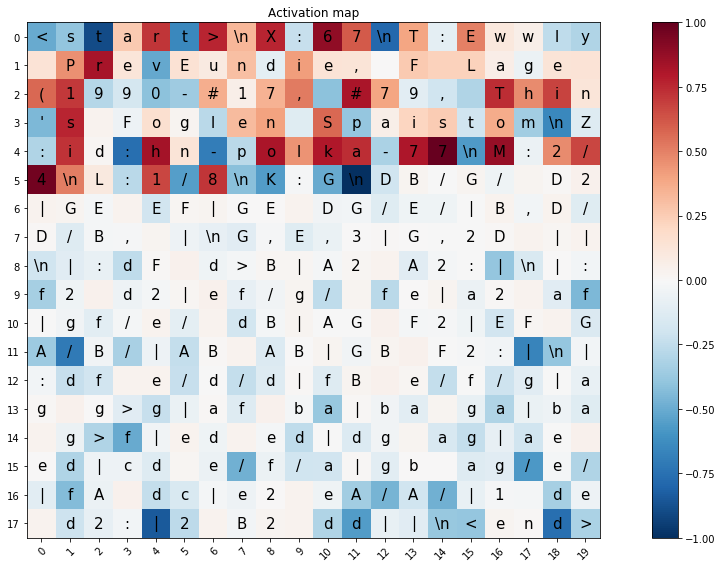 Activation map
0 < s t a r t > \n X : 6 7 \n T : E w w l y
1 P r e v E u n d i e , F L a g e
2 ( 1 9 9 0 - # 1 7 , # 7 9 , T h i n
3 ' s F o g l e n S p a i s t o m \n Z
4 : i d : h n - p o l k a - 7 7 \n M : 2 /
5 4 \n L : 1 / 8 \n K : G \n D B / G / D 2
6 | G E E F | G E D G / E / | B , D /
7 D / B , | \n G , E , 3 | G , 2 D | |
8 \n | : d F d > B | A 2 A 2 : | \n | :
9 f 2 d 2 | e f / g / f e | a 2 a f
10 | g f / e / d B | A G F 2 | E F G
11 A / B / | A B A B | G B F 2 : | \n |
12 : d f e / d / d | f B e / f / g | a
13 g g > g | a f b a | b a g a | b a
14 g > f | e d e d | d g a g | a e
15 e d | c d e / f / a | g b a g / e /
16 | f A d c | e 2 e A / A / | 1 d e
17 d 2 : | 2 B 2 d d | | \n < e n d >
0 1 2 3 4 5 6 7 8 9 10 11 12 13 14 15 16 17 18 19
1.00
0.75
0.50
0.25
0.00
−0.25
−0.50
−0.75
−1.00